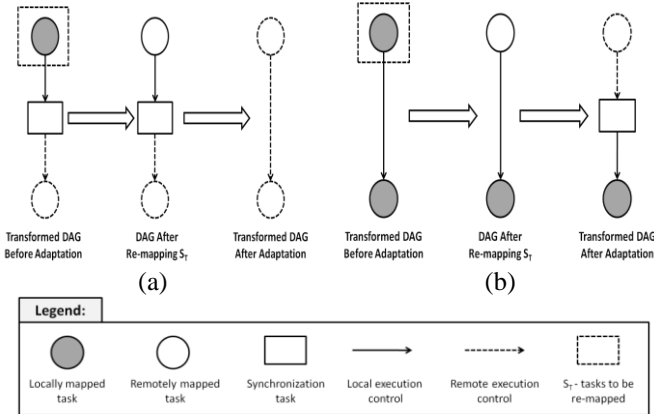 Transformed DAG
Before Adaptation
DAG After
Re-mapping S_T
Transformed DAG
After Adaptation
(a)
Transformed DAG
Before Adaptation
DAG After
Re-mapping S_T
Transformed DAG
After Adaptation
(b)
Legend:
Locally mapped
task
Remotely mapped
task
Synchronization
task
Local execution
control
Remote execution
control
S_T - tasks to be
re-mapped